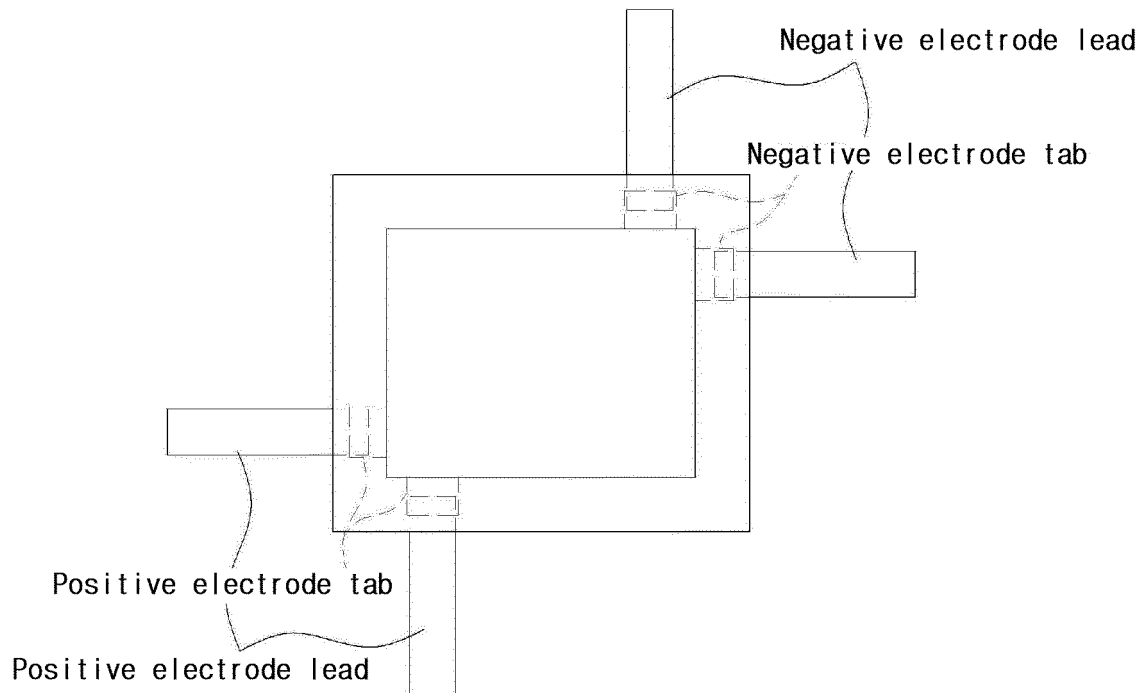 Negative electrode lead
Negative electrode tab
Positive electrode tab
Positive electrode lead